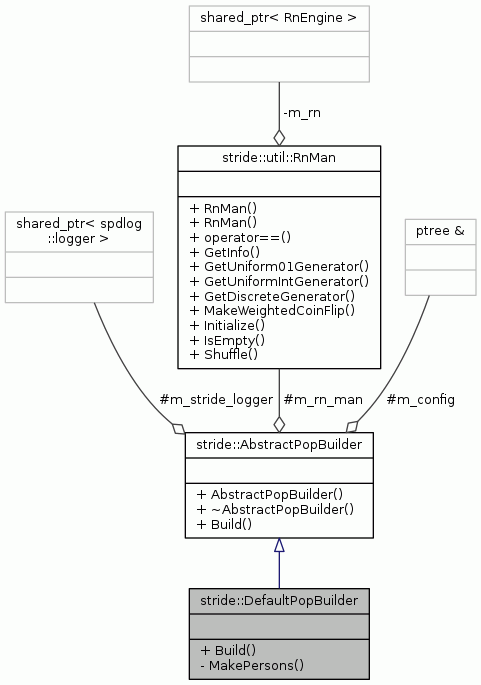 shared_ptr< RnEngine >
-m_rn
stride::util::RnMan
+ RnMan()
+ RnMan()
+ operator==()
+ GetInfo()
+ GetUniform01Generator()
+ GetUniformIntGenerator()
+ GetDiscreteGenerator()
+ MakeWeightedCoinFlip()
+ Initialize()
+ IsEmpty()
+ Shuffle()
shared_ptr< spdlog
::logger >
ptree &
#m_stride_logger
#m_rn_man
#m_config
stride::AbstractPopBuilder
+ AbstractPopBuilder()
+ ~AbstractPopBuilder()
+ Build()
stride::DefaultPopBuilder
+ Build()
- MakePersons()